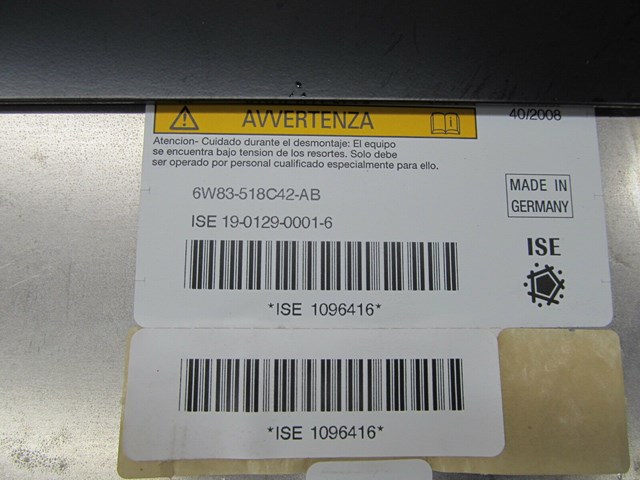 AVVERTENZA
40/2008
Atencion- Cuidado durante el desmontaje: El equipo
se encuentra bajo tension de los resortes. Solo debe
ser operado por personal cualificado especialmente para ello.
6W83-518C42-AB
MADE IN
GERMANY
ISE 19-0129-0001-6
ISE
*ISE 1096416*
*ISE 1096416*